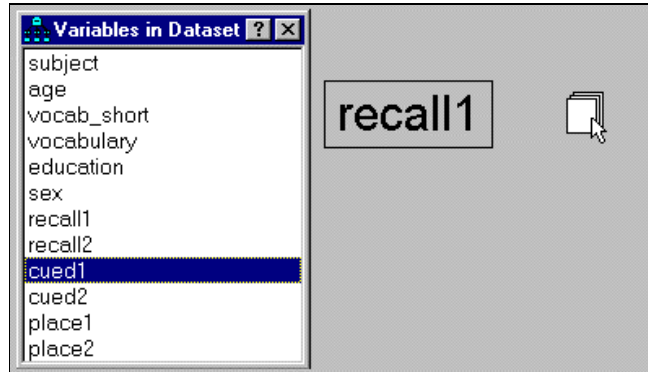 Variables in Dataset ?
subject
age
vocab_short
vocabulary
education
sex
recall1
recall2
cued1
cued2
place1
place2
recall1